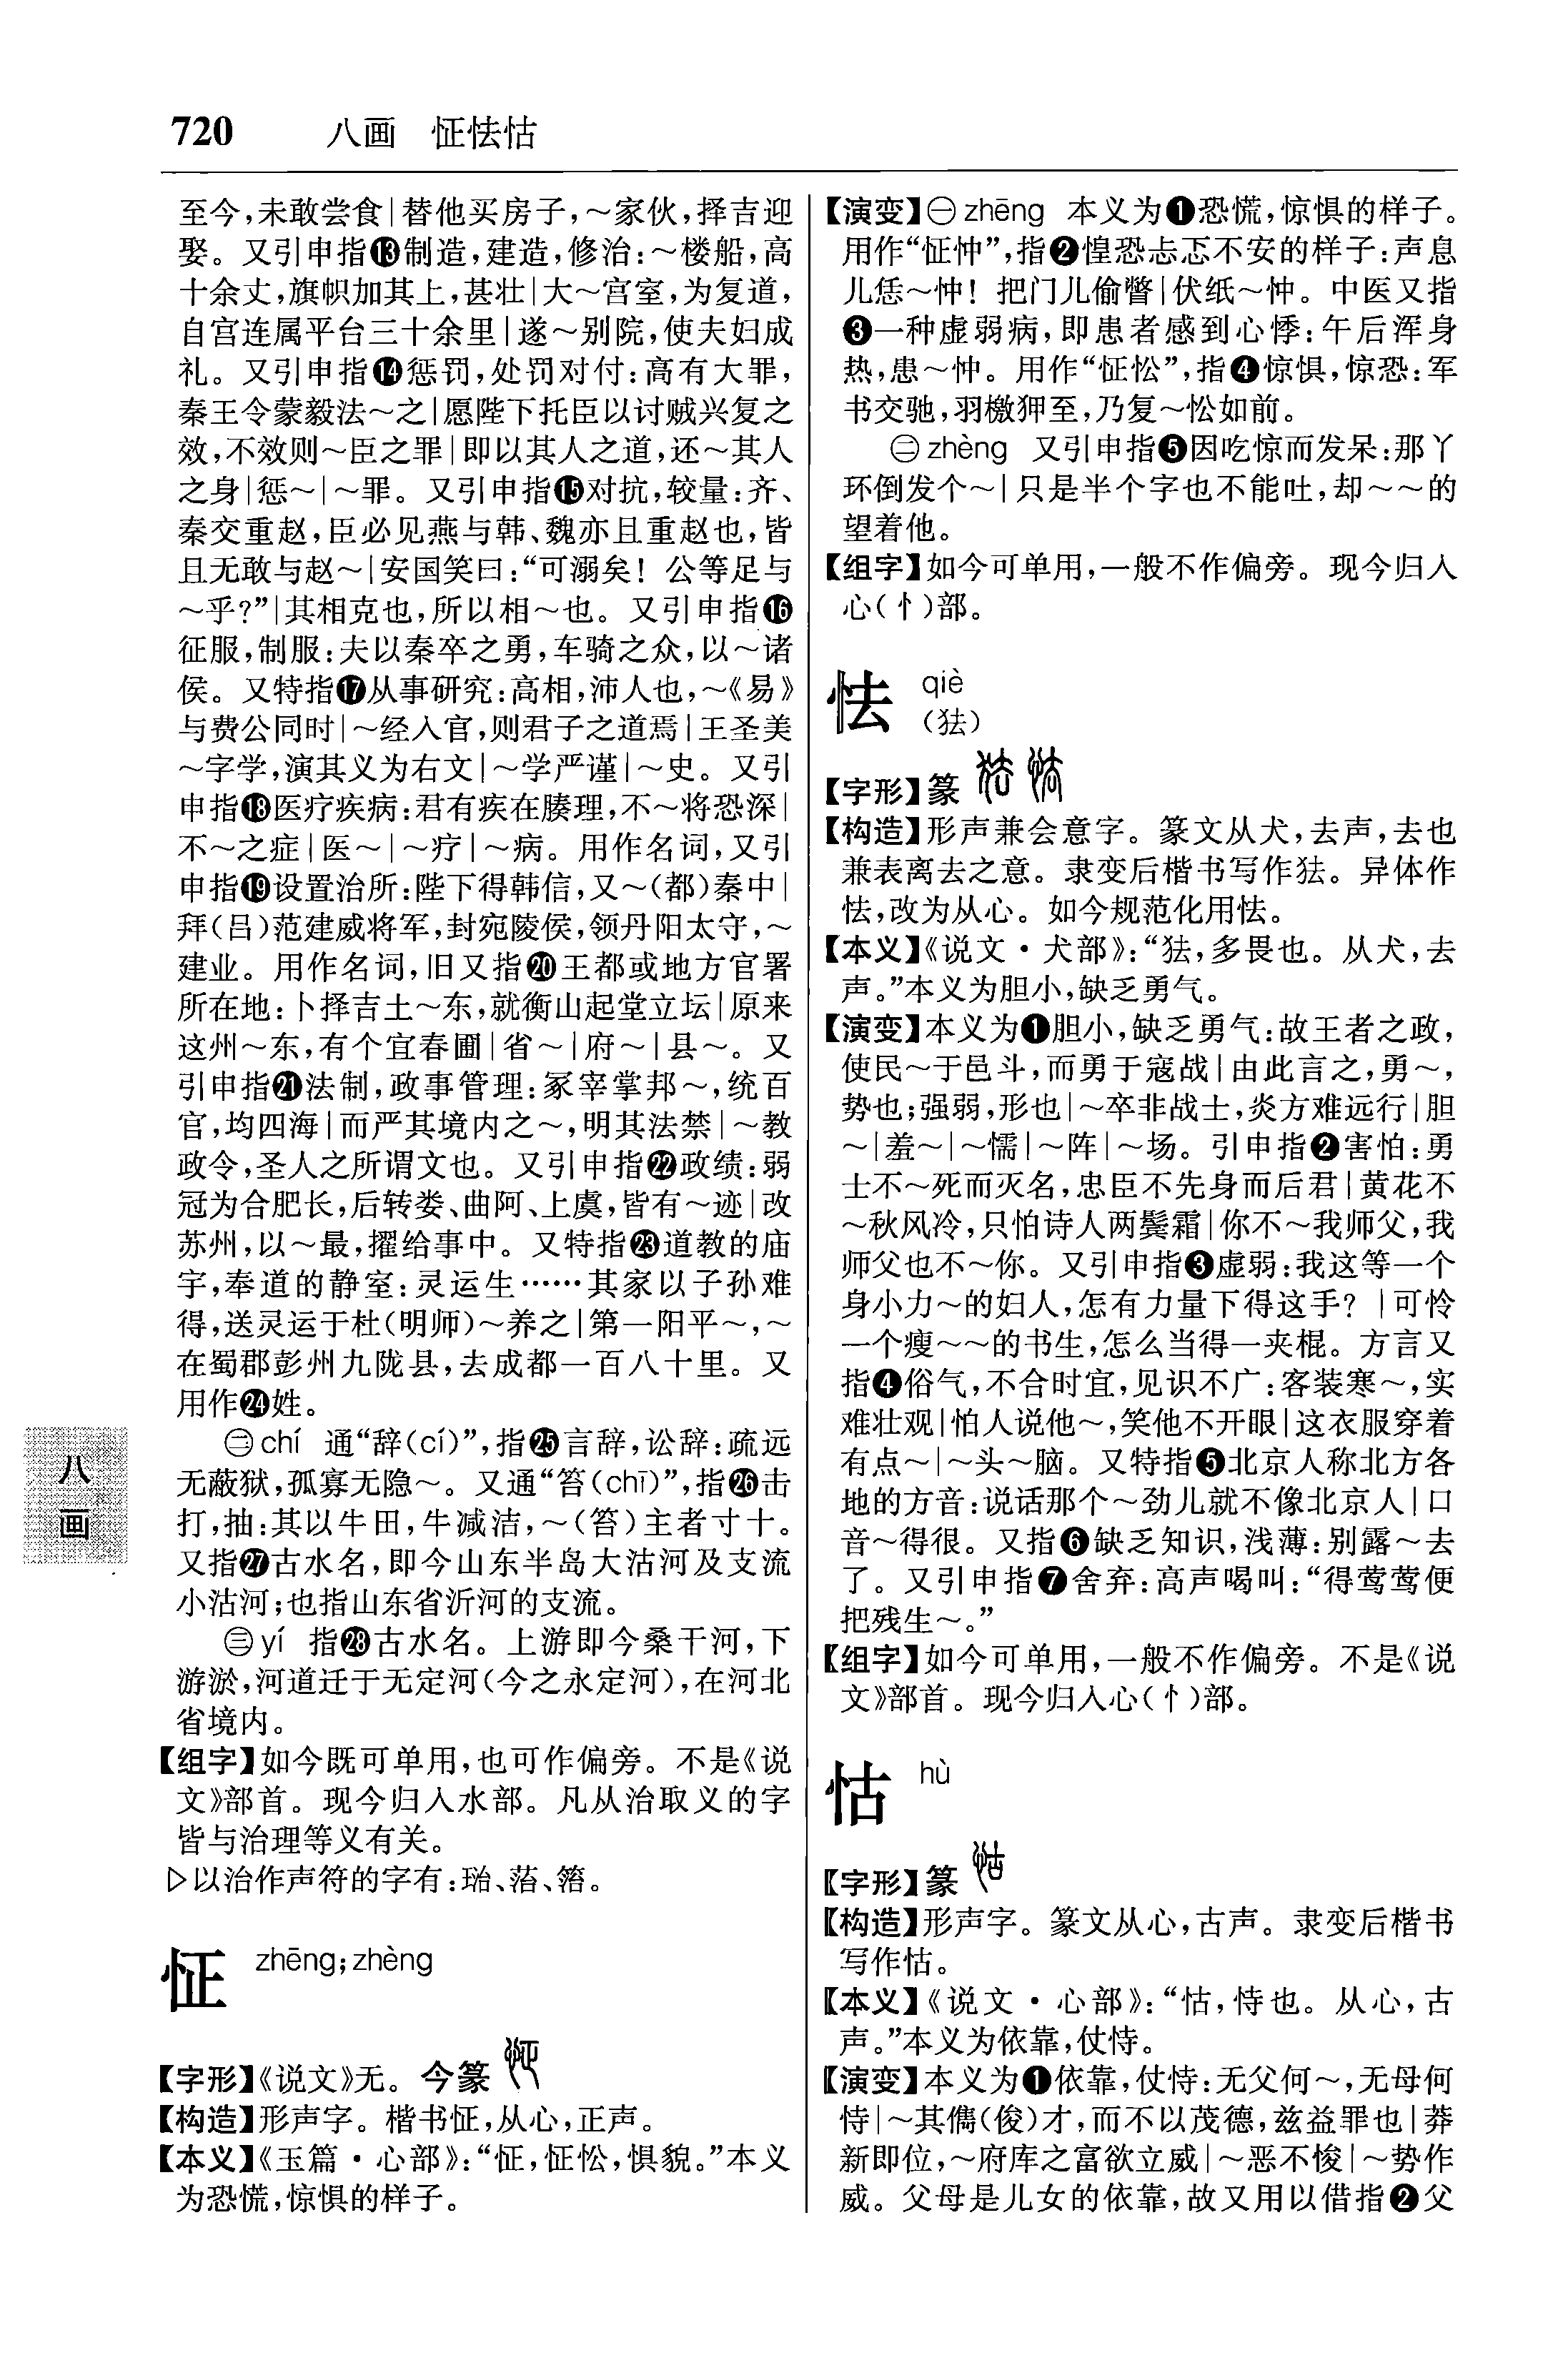 720 八画 怔怯怙
至今,未敢尝食|替他买房子,～家伙,择吉迎
娶。又引申指⓭制造,建造,修治:～楼船,高
十余丈,旗帜加其上,甚壮|大～宫室,为复道,
自宫连属平台三十余里|遂～别院,使夫妇成
礼。又引申指⓮惩罚,处罚对付:高有大罪,
秦王令蒙毅法～之|愿陛下托臣以讨贼兴复之
效,不效则～臣之罪|即以其人之道,还～其人
之身|惩～|～罪。又引申指⓯对抗,较量:齐、
秦交重赵,臣必见燕与韩、魏亦且重赵也,皆
且无敢与赵～|安国笑曰:“可溺矣!公等足与
～乎?”|其相克也,所以相～也。又引申指⓰
征服,制服:夫以秦卒之勇,车骑之众,以～诸
侯。又特指⓱从事研究:高相,沛人也,～《易》
与费公同时|～经入官,则君子之道焉|王圣美
～字学,演其义为右文|～学严谨|～史。又引
申指⓲医疗疾病:君有疾在腠理,不～将恐深|
不～之症|医～|～疗|～病。用作名词,又引
申指⓳设置治所:陛下得韩信,又～(都)秦中|
拜(吕)范建威将军,封宛陵侯,领丹阳太守,～
建业。用作名词,旧又指⓴王都或地方官署
所在地:卜择吉土～东,就衡山起堂立坛|原来
这州～东,有个宜春圃|省～|府～|县～。又
引申指㉑法制,政事管理:冢宰掌邦～,统百
官,均四海|而严其境内之～,明其法禁|～教
政令,圣人之所谓文也。又引申指㉒政绩:弱
冠为合肥长,后转娄、曲阿、上虞,皆有～迹|改
苏州,以～最,擢给事中。又特指㉓道教的庙
宇,奉道的静室:灵运生……其家以子孙难
得,送灵运于杜(明师)～养之|第一阳平～,～
在蜀郡彭州九陇县,去成都一百八十里。又
用作㉔姓。
㊁chí 通“辞(cí)”,指㉕言辞,讼辞:疏远
无蔽狱,孤寡无隐～。又通“笞(chī)”,指㉖击
打,抽:其以牛田,牛减洁,～(笞)主者寸十。
又指㉗古水名,即今山东半岛大沽河及支流
小沽河;也指山东省沂河的支流。
㊂yí 指㉘古水名。上游即今桑干河,下
游淤,河道迁于无定河(今之永定河),在河北
省境内。
【组字】如今既可单用,也可作偏旁。不是《说
文》部首。现今归入水部。凡从治取义的字
皆与治理等义有关。
▷以治作声符的字有:𤥭、菭、箈。
怔 zhēng;zhèng
【字形】《说文》无。今篆
【构造】形声字。楷书怔,从心,正声。
【本义】《玉篇·心部》:“怔,怔忪,惧貌。”本义
为恐慌,惊惧的样子。
【演变】㊀zhēng 本义为❶恐慌,惊惧的样子。
用作“怔忡”,指❷惶恐忐忑不安的样子:声息
儿恁～忡!把门儿偷瞥|伏纸～忡。中医又指
❸一种虚弱病,即患者感到心悸:午后浑身
热,患～忡。用作“怔忪”,指❹惊惧,惊恐:军
书交驰,羽檄狎至,乃复～忪如前。
㊁zhèng 又引申指❺因吃惊而发呆:那丫
环倒发个～|只是半个字也不能吐,却～～的
望着他。
【组字】如今可单用,一般不作偏旁。现今归入
心(忄)部。
怯 qiè
(㹤)
【字形】篆
【构造】形声兼会意字。篆文从犬,去声,去也
兼表离去之意。隶变后楷书写作㹤。异体作
怯,改为从心。如今规范化用怯。
【本义】《说文·犬部》:“㹤,多畏也。从犬,去
声。”本义为胆小,缺乏勇气。
【演变】本义为❶胆小,缺乏勇气:故王者之政,
使民～于邑斗,而勇于寇战|由此言之,勇～,
势也;强弱,形也|～卒非战士,炎方难远行|胆
～|羞～|～懦|～阵|～场。引申指❷害怕:勇
士不～死而灭名,忠臣不先身而后君|黄花不
～秋风冷,只怕诗人两鬓霜|你不～我师父,我
师父也不～你。又引申指❸虚弱:我这等一个
身小力～的妇人,怎有力量下得这手?|可怜
一个瘦～～的书生,怎么当得一夹棍。方言又
指❹俗气,不合时宜,见识不广:客装寒～,实
难壮观|怕人说他～,笑他不开眼|这衣服穿着
有点～|～头～脑。又特指❺北京人称北方各
地的方音:说话那个～劲儿就不像北京人|口
音～得很。又指❻缺乏知识,浅薄:别露～去
了。又引申指❼舍弃:高声喝叫:“得莺莺便
把残生～。”
【组字】如今可单用,一般不作偏旁。不是《说
文》部首。现今归入心(忄)部。
怙 hù
【字形】篆
【构造】形声字。篆文从心,古声。隶变后楷书
写作怙。
【本义】《说文·心部》:“怙,恃也。从心,古
声。”本义为依靠,仗恃。
【演变】本义为❶依靠,仗恃:无父何～,无母何
恃|～其儁(俊)才,而不以茂德,兹益罪也|莽
新即位,～府库之富欲立威|～恶不悛|～势作
威。父母是儿女的依靠,故又用以借指❷父
八
画